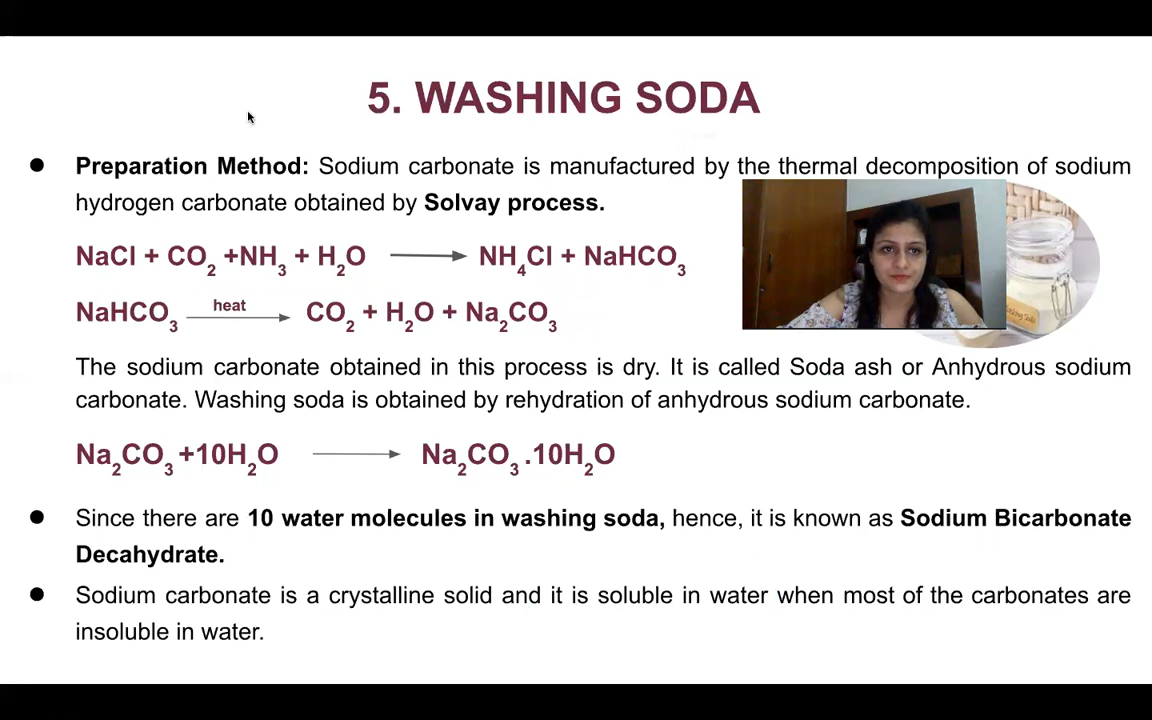 5. WASHING SODA
● Preparation Method: Sodium carbonate is manufactured by the thermal decomposition of sodium
hydrogen carbonate obtained by Solvay process.
NaCl + CO₂ +NH₃ + H₂O ⟶ NH₄Cl + NaHCO₃
NaHCO₃ heat ⟶ CO₂ + H₂O + Na₂CO₃
The sodium carbonate obtained in this process is dry. It is called Soda ash or Anhydrous sodium
carbonate. Washing soda is obtained by rehydration of anhydrous sodium carbonate.
Na₂CO₃ +10H₂O ⟶ Na₂CO₃ .10H₂O
● Since there are 10 water molecules in washing soda, hence, it is known as Sodium Bicarbonate
Decahydrate.
● Sodium carbonate is a crystalline solid and it is soluble in water when most of the carbonates are
insoluble in water.
Washing Soda